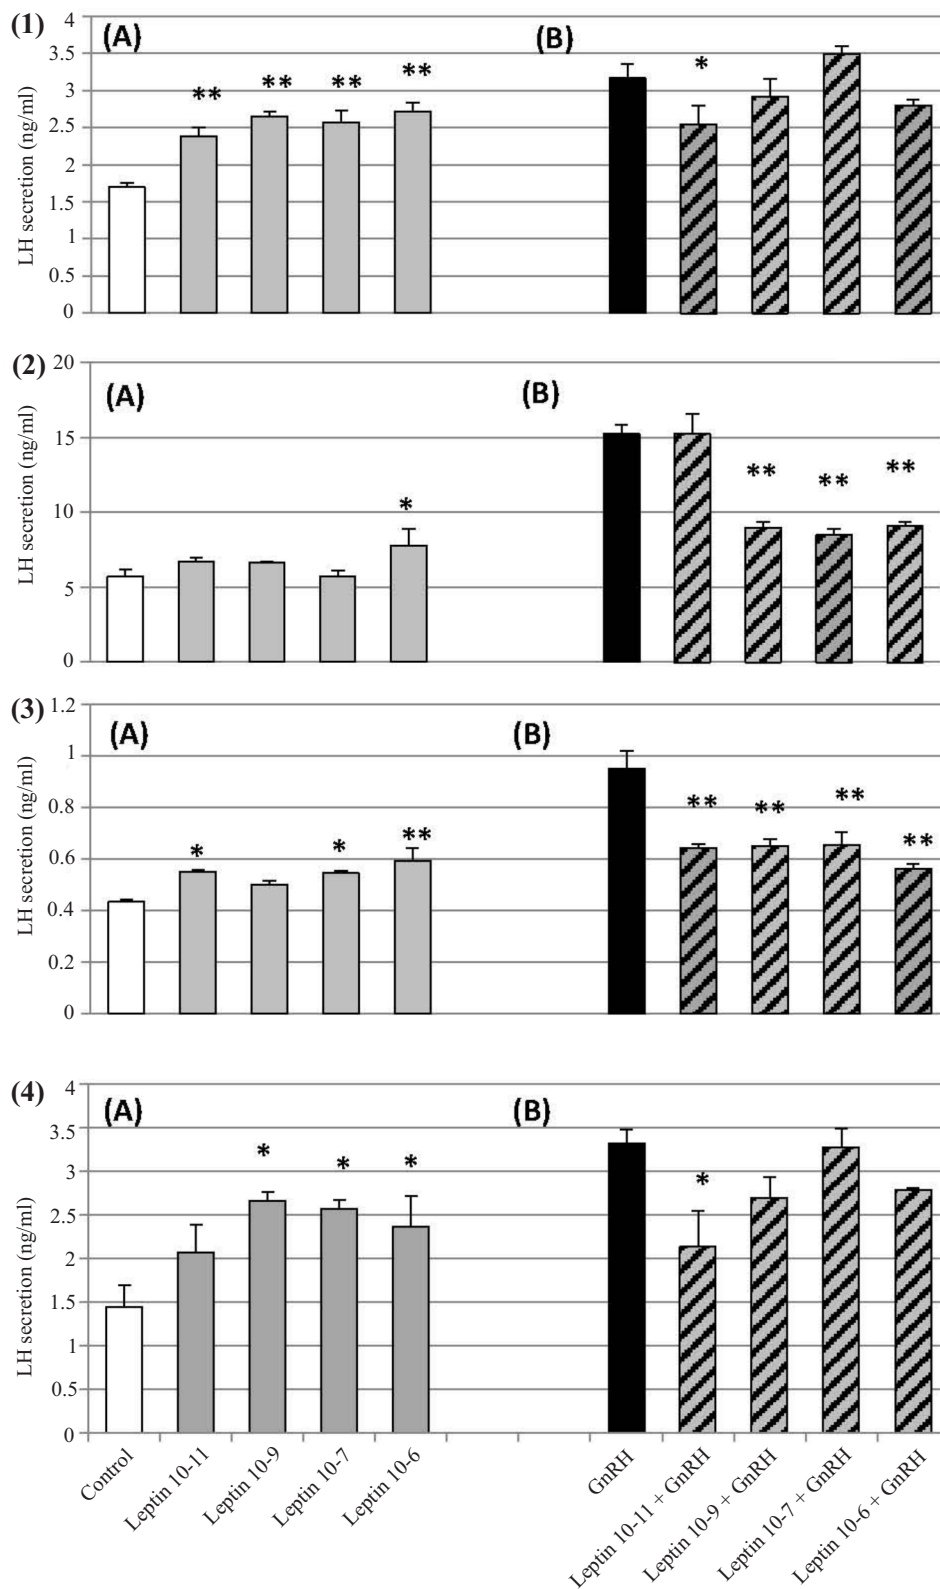 (1)
(A)
(B)
LH secretion (ng/ml)
4
3.5
3
2.5
2
1.5
1
0.5
0
** ** ** **
*
(2)
(A)
(B)
LH secretion (ng/ml)
20
15
10
5
0
*
** ** **
(3)
(A)
(B)
LH secretion (ng/ml)
1.2
1
0.8
0.6
0.4
0.2
0
* * **
** ** ** **
(4)
(A)
(B)
LH secretion (ng/ml)
4
3.5
3
2.5
2
1.5
1
0.5
0
* * *
*
Control
Leptin 10-11
Leptin 10-9
Leptin 10-7
Leptin 10-6
GnRH
Leptin 10-11 + GnRH
Leptin 10-9 + GnRH
Leptin 10-7 + GnRH
Leptin 10-6 + GnRH